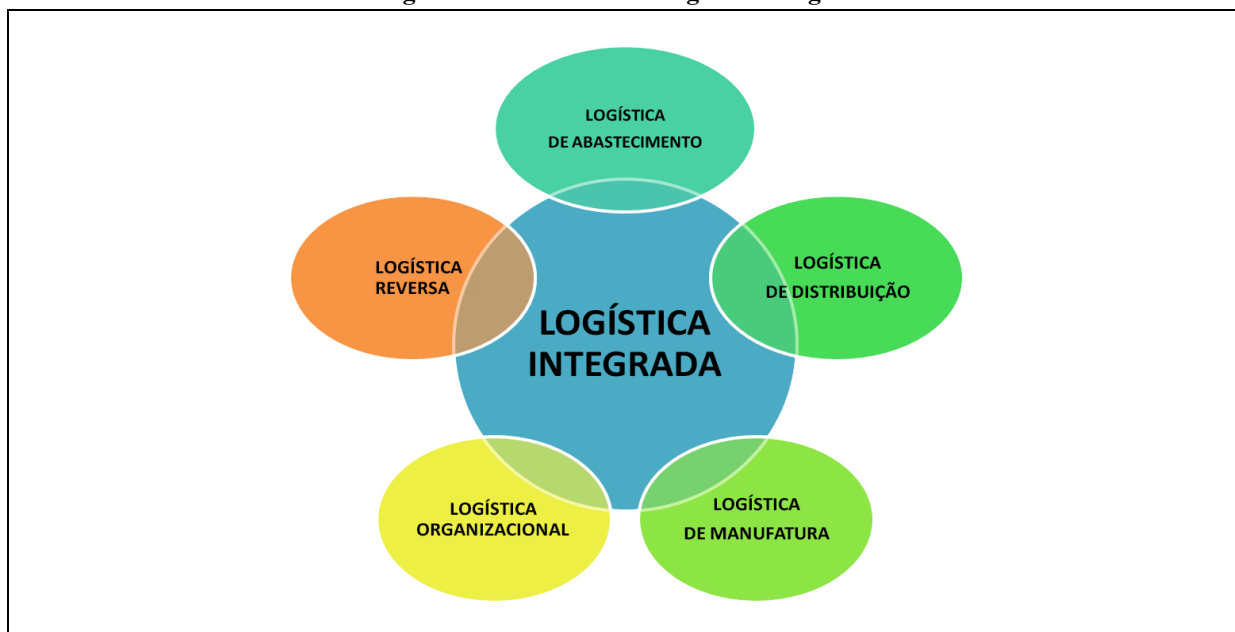 LOGÍSTICA
DE ABASTECIMENTO
LOGÍSTICA
REVERSA
LOGÍSTICA
DE DISTRIBUIÇÃO
LOGÍSTICA
INTEGRADA
LOGÍSTICA
ORGANIZACIONAL
LOGÍSTICA
DE MANUFATURA